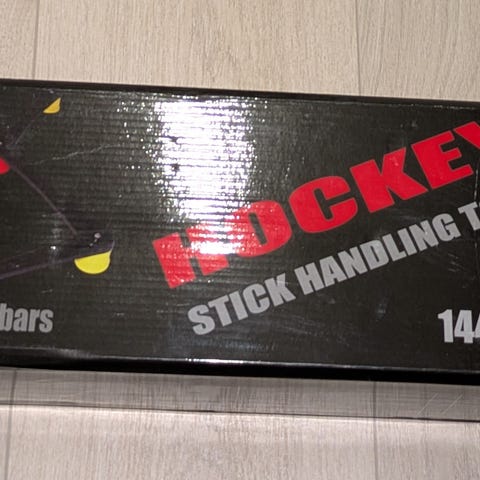 HOCKEY
STICK HANDLING T
bars
144